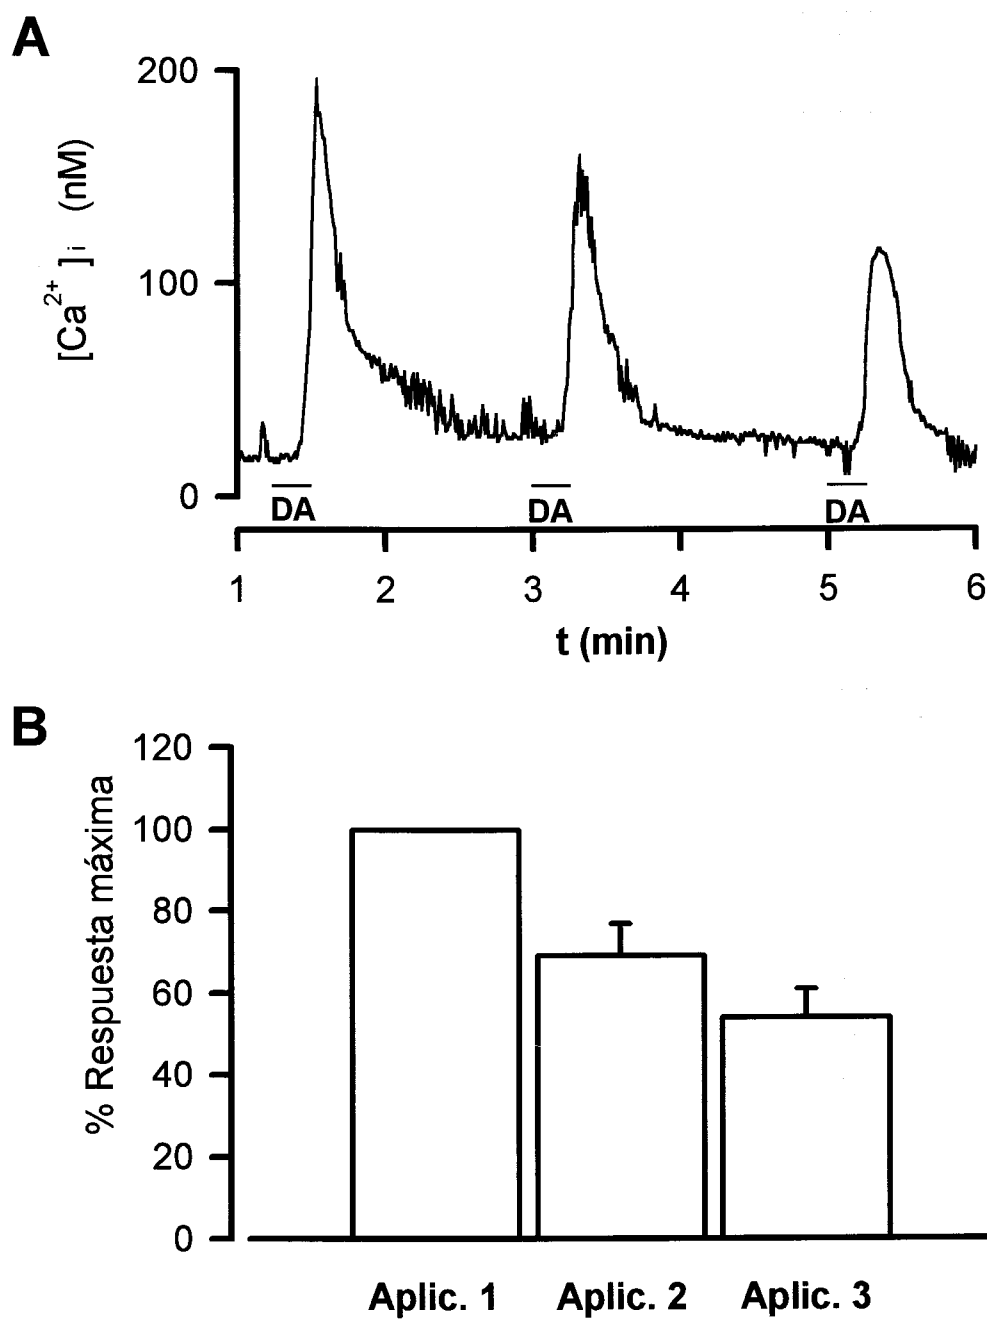 A
200
100
0
[Ca2+]i (nM)
DA DA DA
1 2 3 4 5 6
t (min)
B
120
100
80
60
40
20
0
% Respuesta máxima
Aplic. 1 Aplic. 2 Aplic. 3